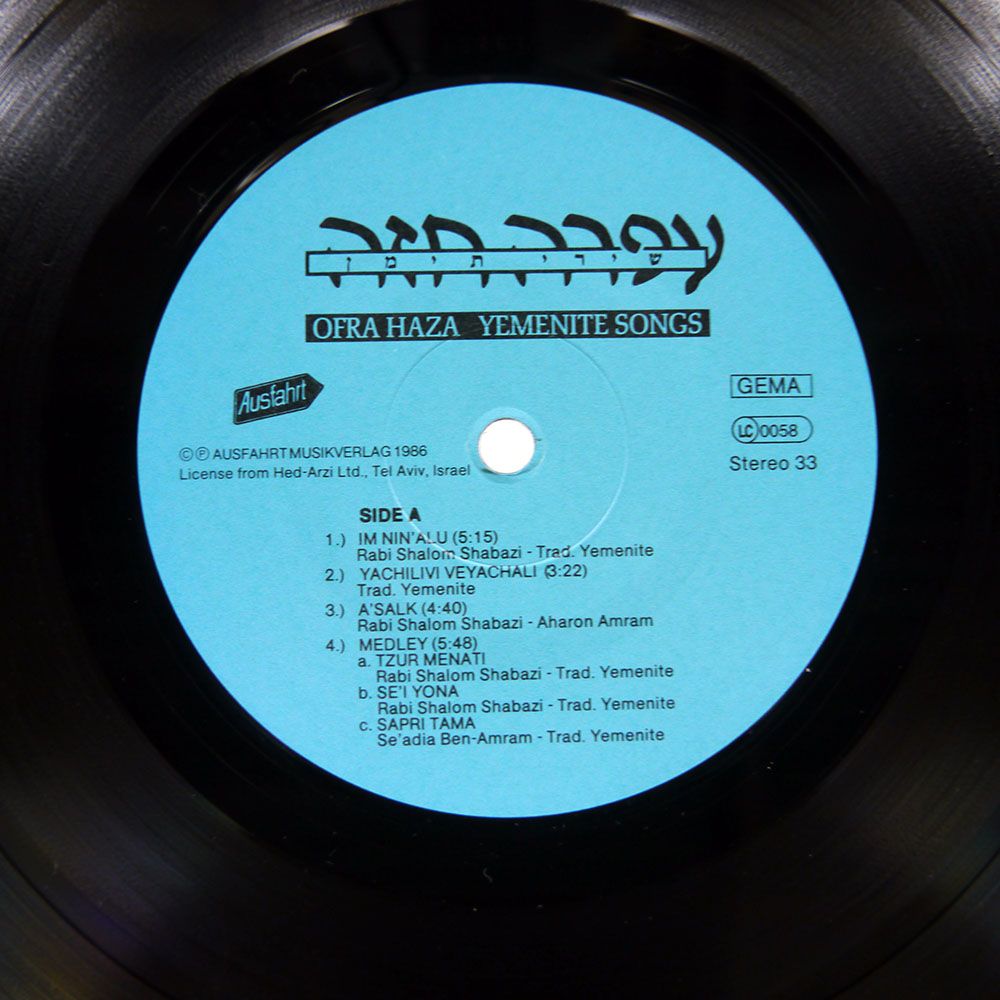 עפרה חזה
שירי תימן
OFRA HAZA YEMENITE SONGS
Ausfahrt
GEMA
LC 0058
Stereo 33
© ℗ AUSFAHRT MUSIKVERLAG 1986
License from Hed-Arzi Ltd., Tel Aviv, Israel
SIDE A
1.) IM NIN'ALU (5:15)
Rabi Shalom Shabazi - Trad. Yemenite
2.) YACHILIVI VEYACHALI (3:22)
Trad. Yemenite
3.) A'SALK (4:40)
Rabi Shalom Shabazi - Aharon Amram
4.) MEDLEY (5:48)
a. TZUR MENATI
Rabi Shalom Shabazi - Trad. Yemenite
b. SE'I YONA
Rabi Shalom Shabazi - Trad. Yemenite
c. SAPRI TAMA
Se'adia Ben-Amram - Trad. Yemenite